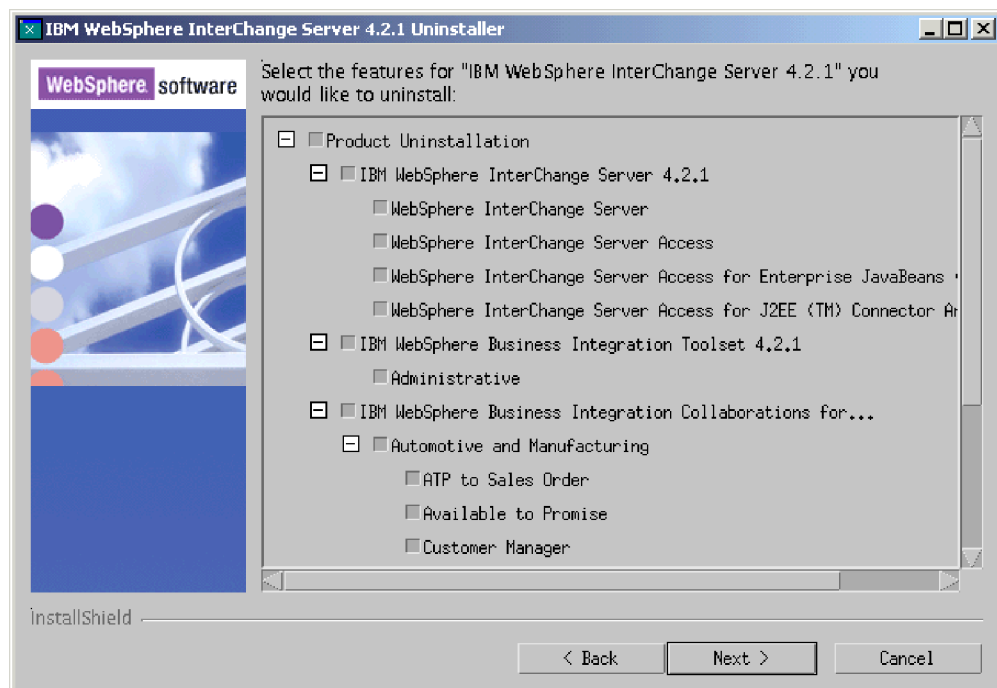 IBM WebSphere InterChange Server 4.2.1 Uninstaller
WebSphere. software
Select the features for "IBM WebSphere InterChange Server 4.2.1" you
would like to uninstall:
Product Uninstallation
IBM WebSphere InterChange Server 4.2.1
WebSphere InterChange Server
WebSphere InterChange Server Access
WebSphere InterChange Server Access for Enterprise JavaBeans
WebSphere InterChange Server Access for J2EE (TM) Connector
IBM WebSphere Business Integration Toolset 4.2.1
Administrative
IBM WebSphere Business Integration Collaborations for...
Automotive and Manufacturing
ATP to Sales Order
Available to Promise
Customer Manager
InstallShield
< Back
Next >
Cancel